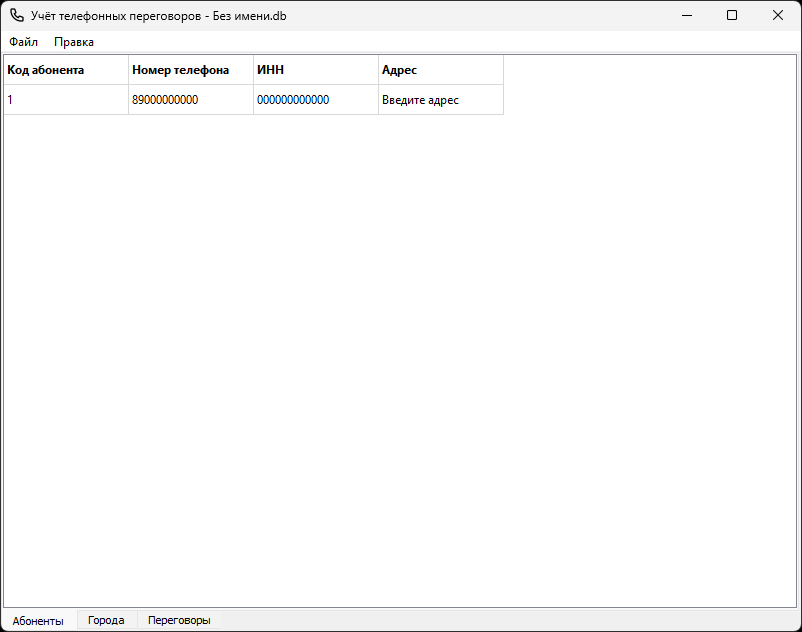 Учёт телефонных переговоров - Без имени.db
Файл Правка
Код абонента Номер телефона ИНН Адрес
1 89000000000 000000000000 Введите адрес
Абоненты Города Переговоры